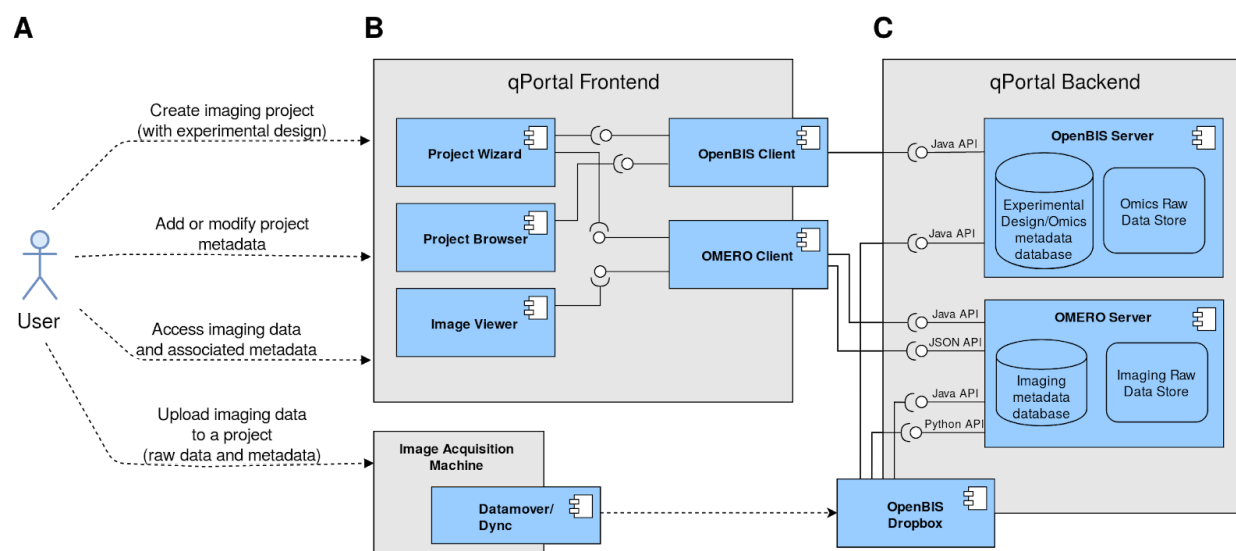 A
B
C
Create imaging project
(with experimental design)
Add or modify project
metadata
User
Access imaging data
and associated metadata
Upload imaging data
to a project
(raw data and metadata)
qPortal Frontend
Project Wizard
Project Browser
Image Viewer
OpenBIS Client
OMERO Client
Image Acquisition
Machine
Datamover/
Dync
qPortal Backend
Java API
OpenBIS Server
Experimental
Design/Omics
metadata
database
Omics Raw
Data Store
Java API
Java API
JSON API
Java API
Python API
OMERO Server
Imaging
metadata
database
Imaging Raw
Data Store
OpenBIS
Dropbox